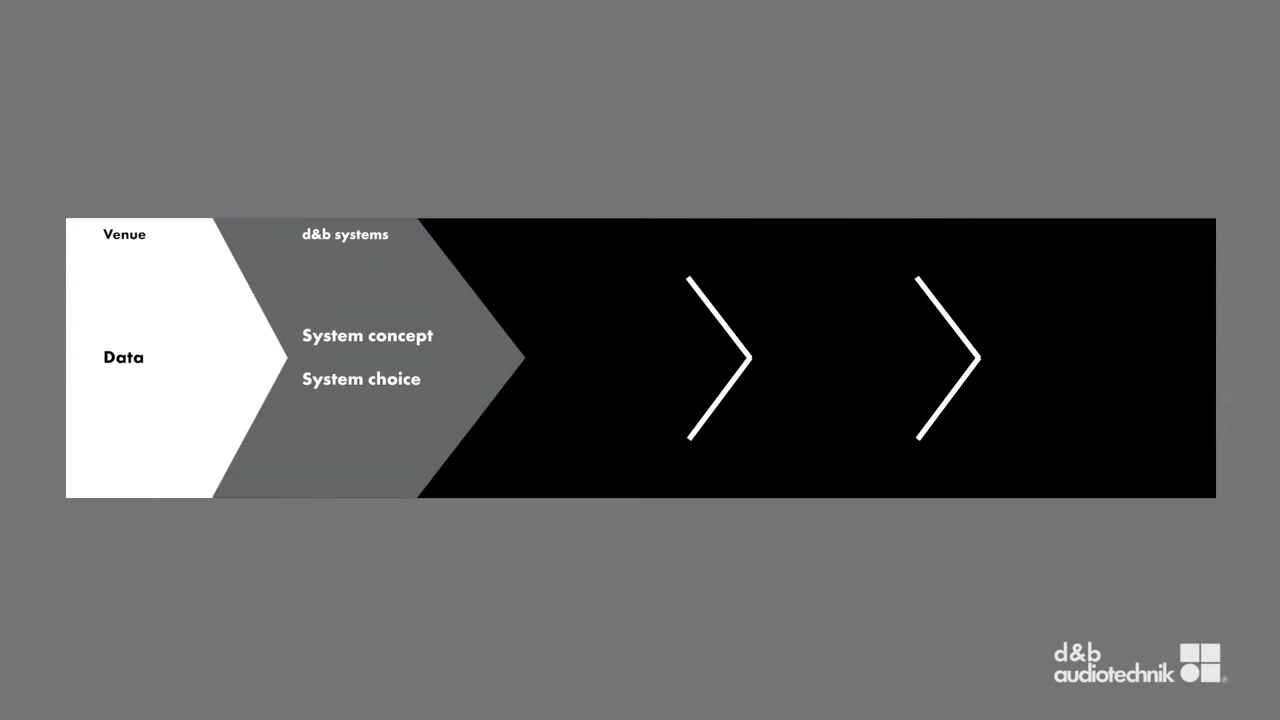 Venue
Data
d&b systems
System concept
System choice
d&b
audiotechnik
®